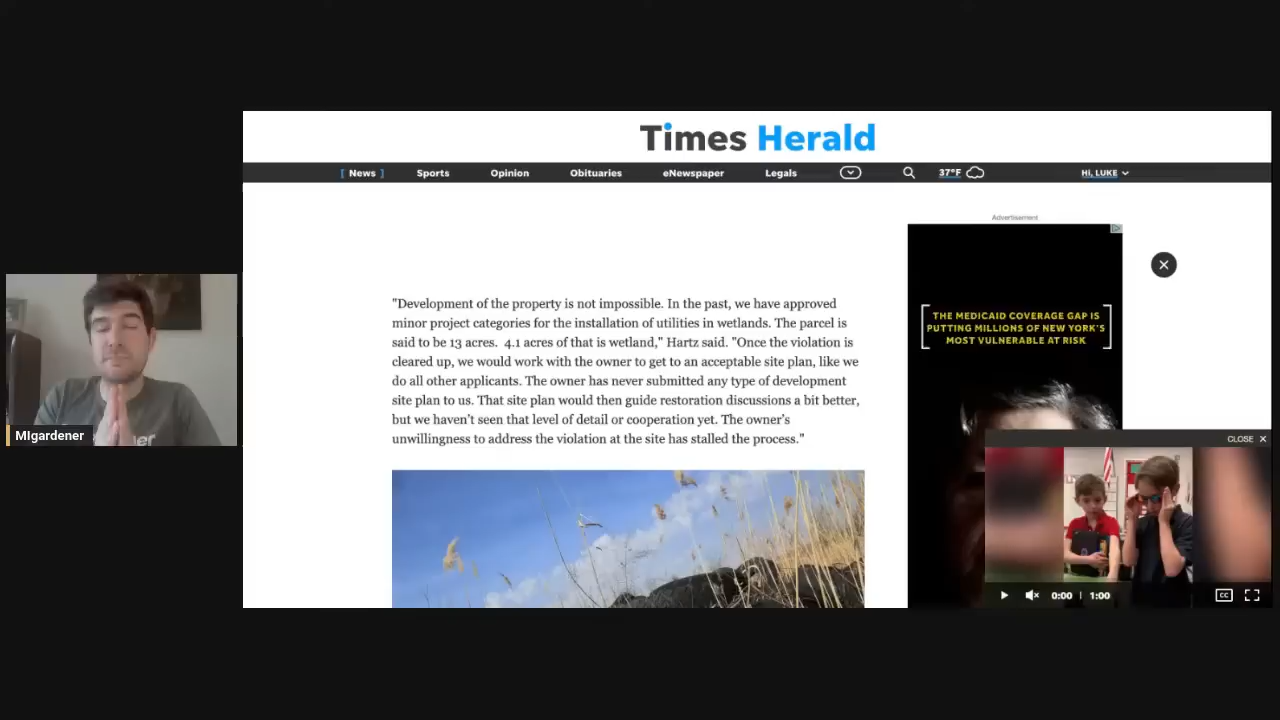 Times Herald
[ News ] Sports Opinion Obituaries eNewspaper Legals 37°F Hi, LUKE
Advertisement
"Development of the property is not impossible. In the past, we have approved
minor project categories for the installation of utilities in wetlands. The parcel is
said to be 13 acres.  4.1 acres of that is wetland," Hartz said. "Once the violation is
cleared up, we would work with the owner to get to an acceptable site plan, like we
do all other applicants. The owner has never submitted any type of development
site plan to us. That site plan would then guide restoration discussions a bit better,
but we haven't seen that level of detail or cooperation yet. The owner's
unwillingness to address the violation at the site has stalled the process."
THE MEDICAID COVERAGE GAP IS
PUTTING MILLIONS OF NEW YORK'S
MOST VULNERABLE AT RISK
MIgardener
er
CLOSE X
0:00 | 1:00
CC